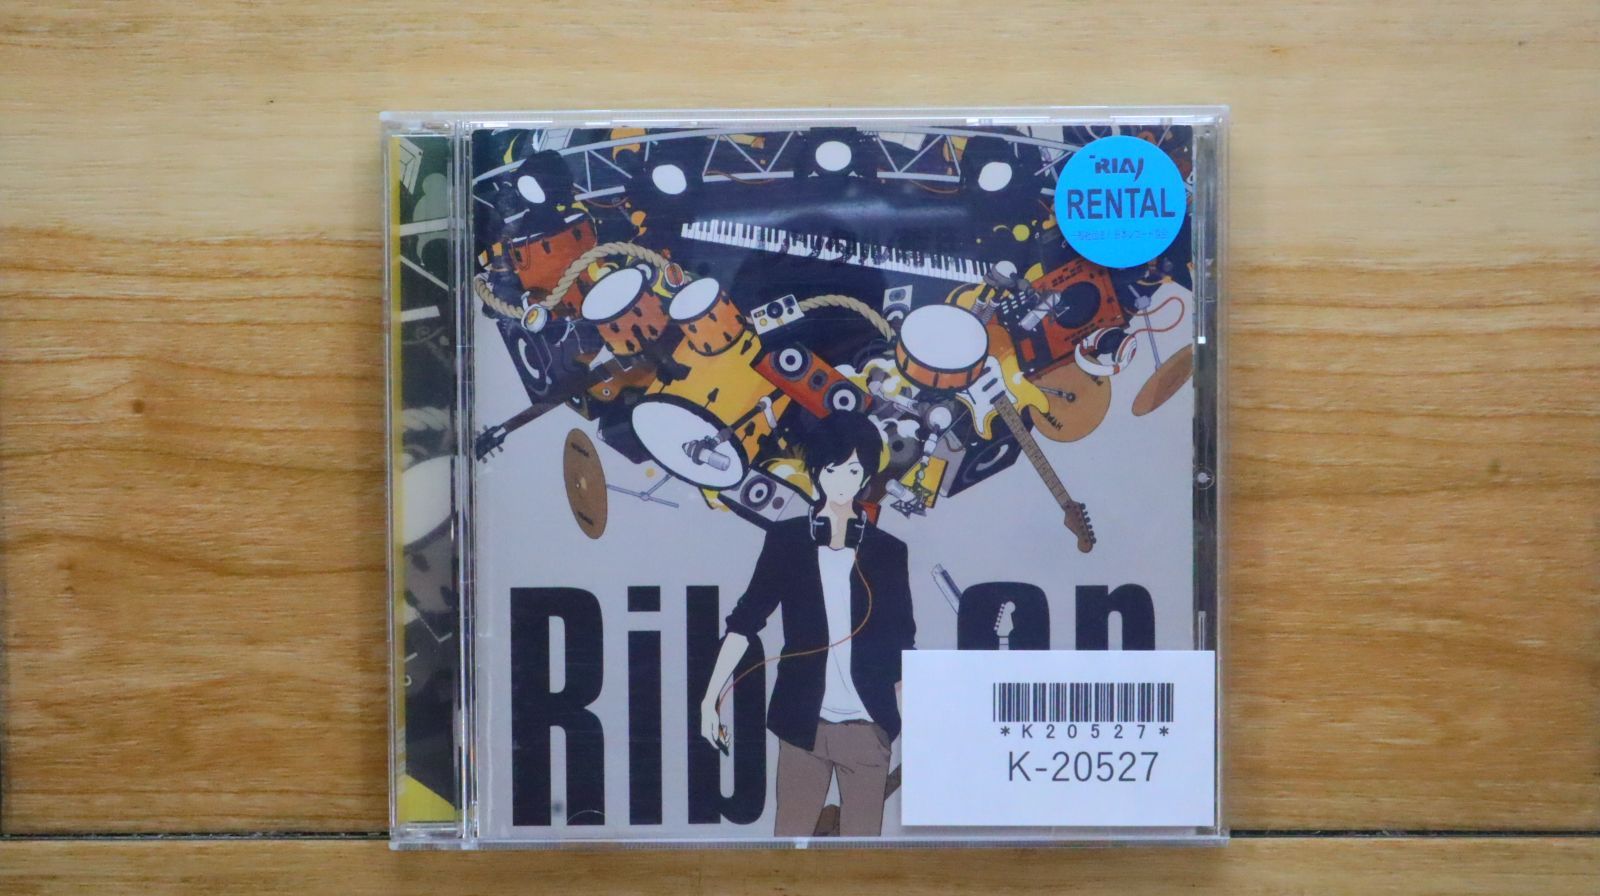 RIAJ
RENTAL
Rib on
*K20527*
K-20527